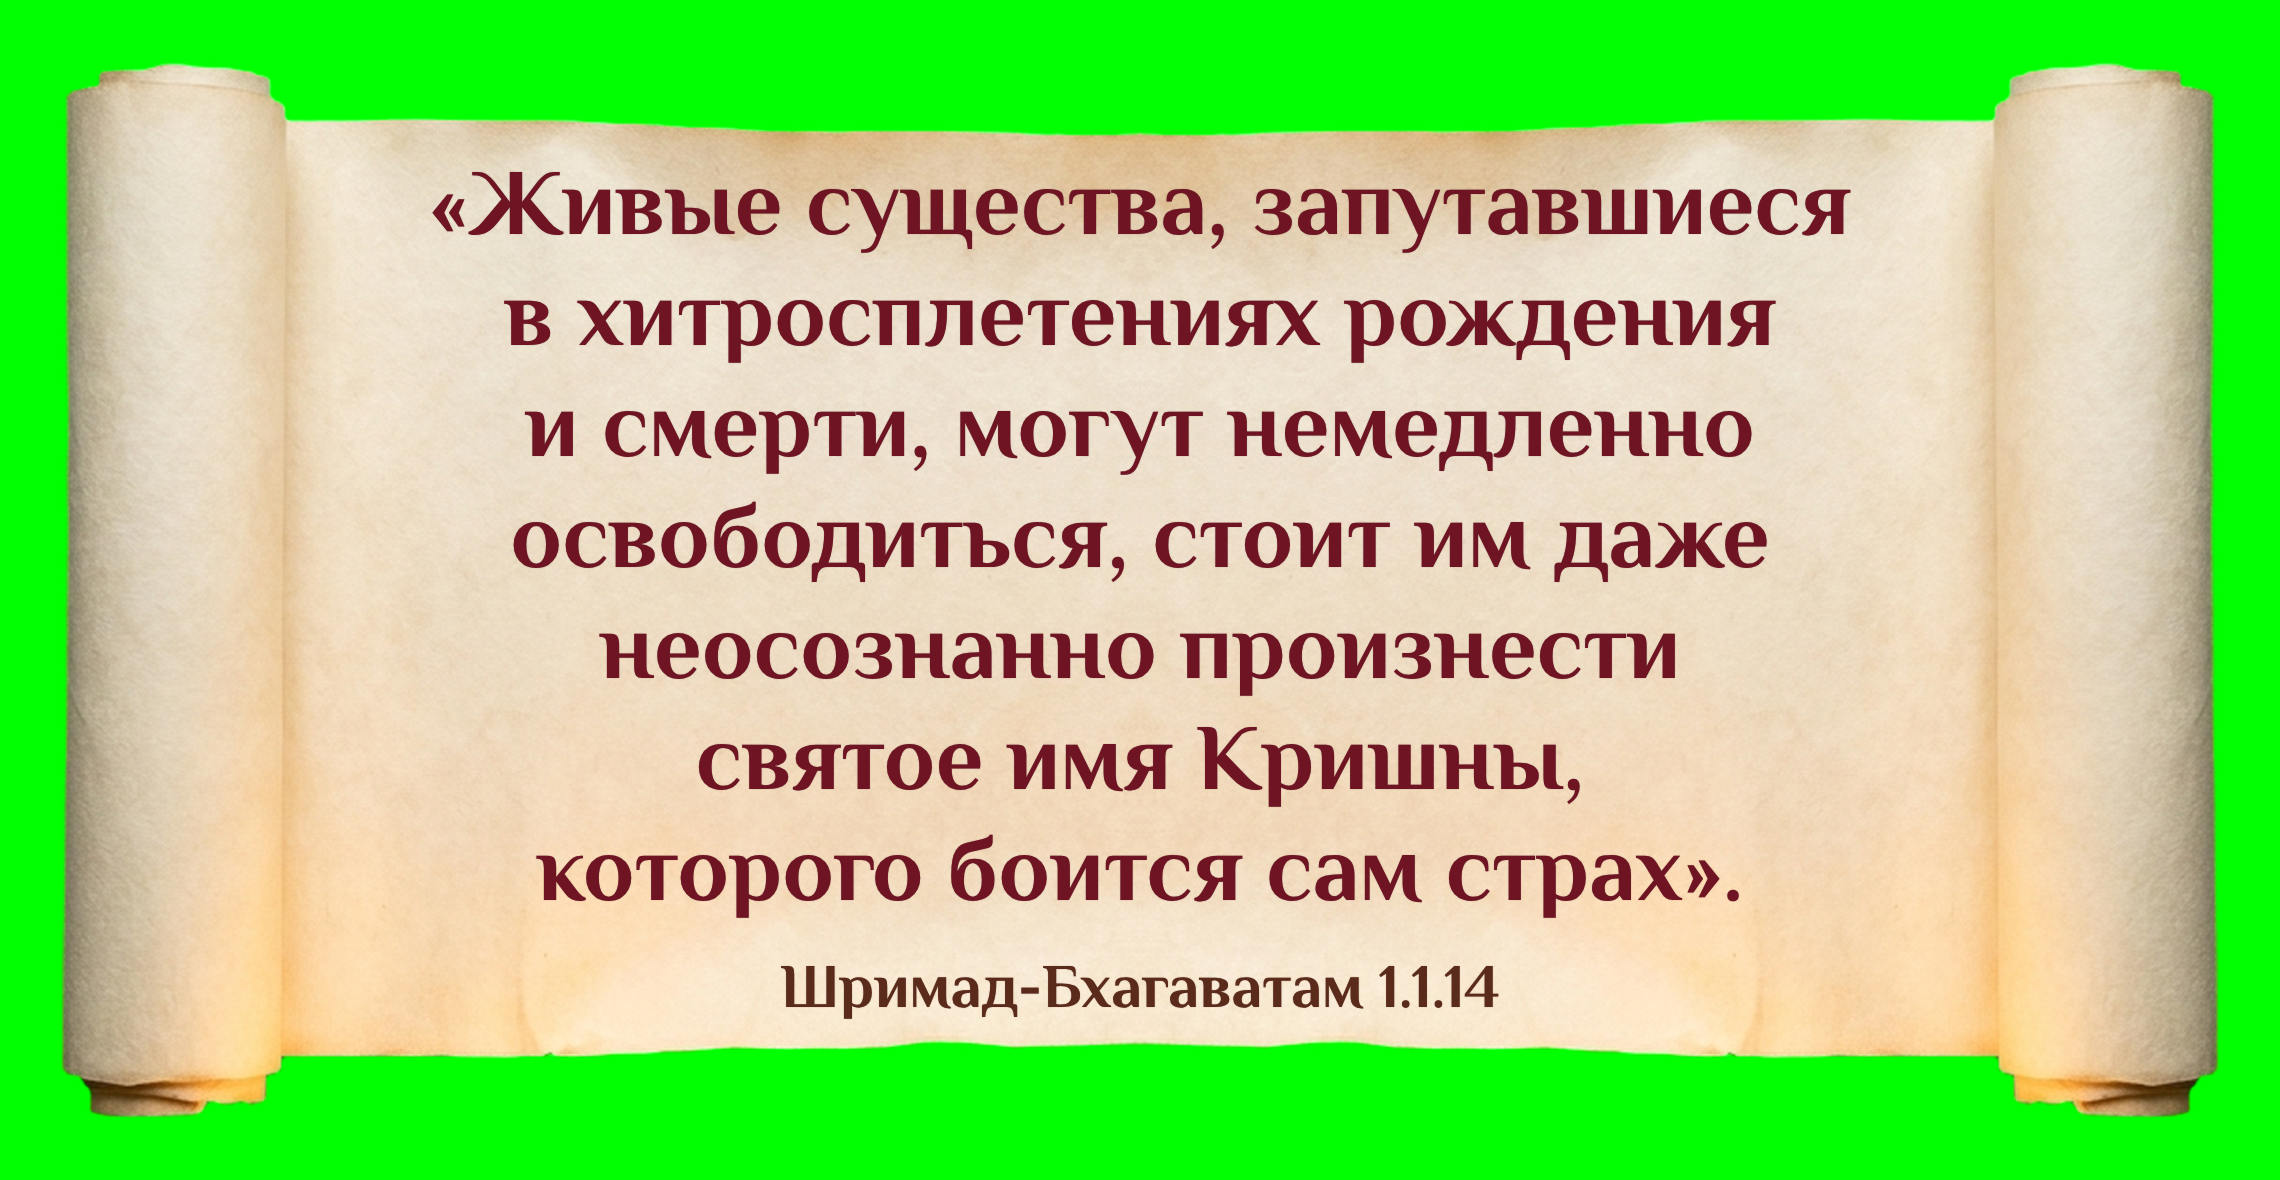 «Живые существа, запутавшиеся
в хитросплетениях рождения
и смерти, могут немедленно
освободиться, стоит им даже
неосознанно произнести
святое имя Кришны,
которого боится сам страх».
Шримад-Бхагаватам 1.1.14